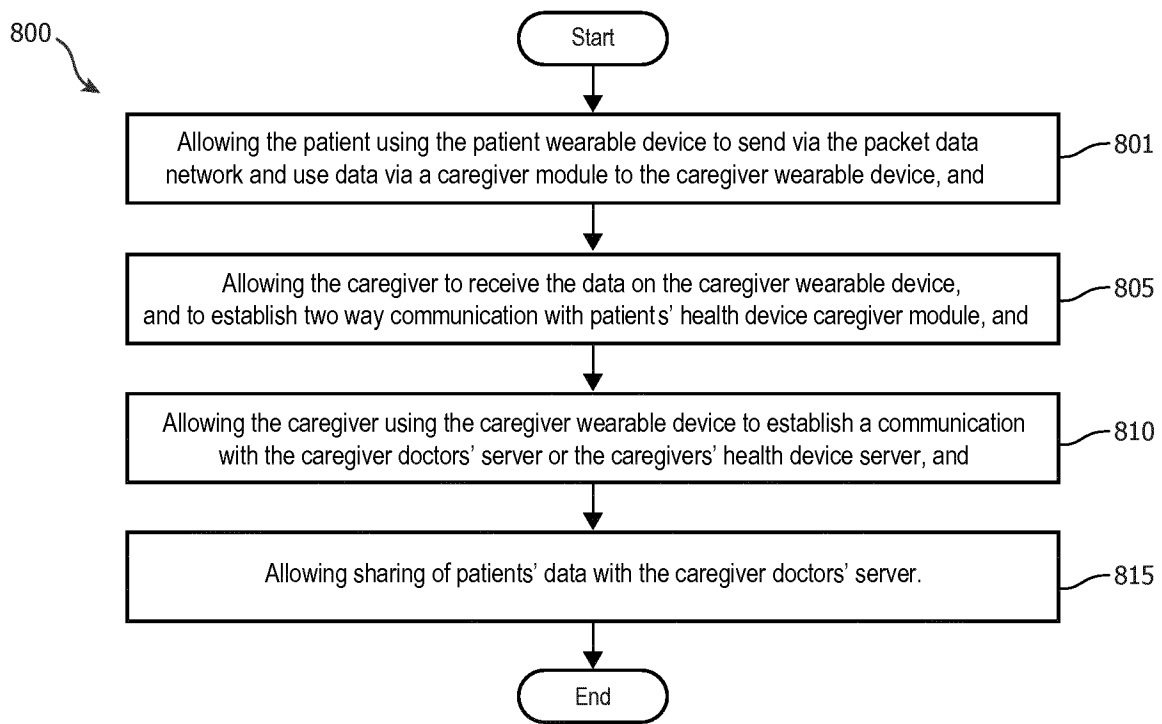 800
Start
Allowing the patient using the patient wearable device to send via the packet data
network and use data via a caregiver module to the caregiver wearable device, and
801
Allowing the caregiver to receive the data on the caregiver wearable device,
and to establish two way communication with patients’ health device caregiver module, and
805
Allowing the caregiver using the caregiver wearable device to establish a communication
with the caregiver doctors’ server or the caregivers’ health device server, and
810
Allowing sharing of patients’ data with the caregiver doctors’ server.
815
End